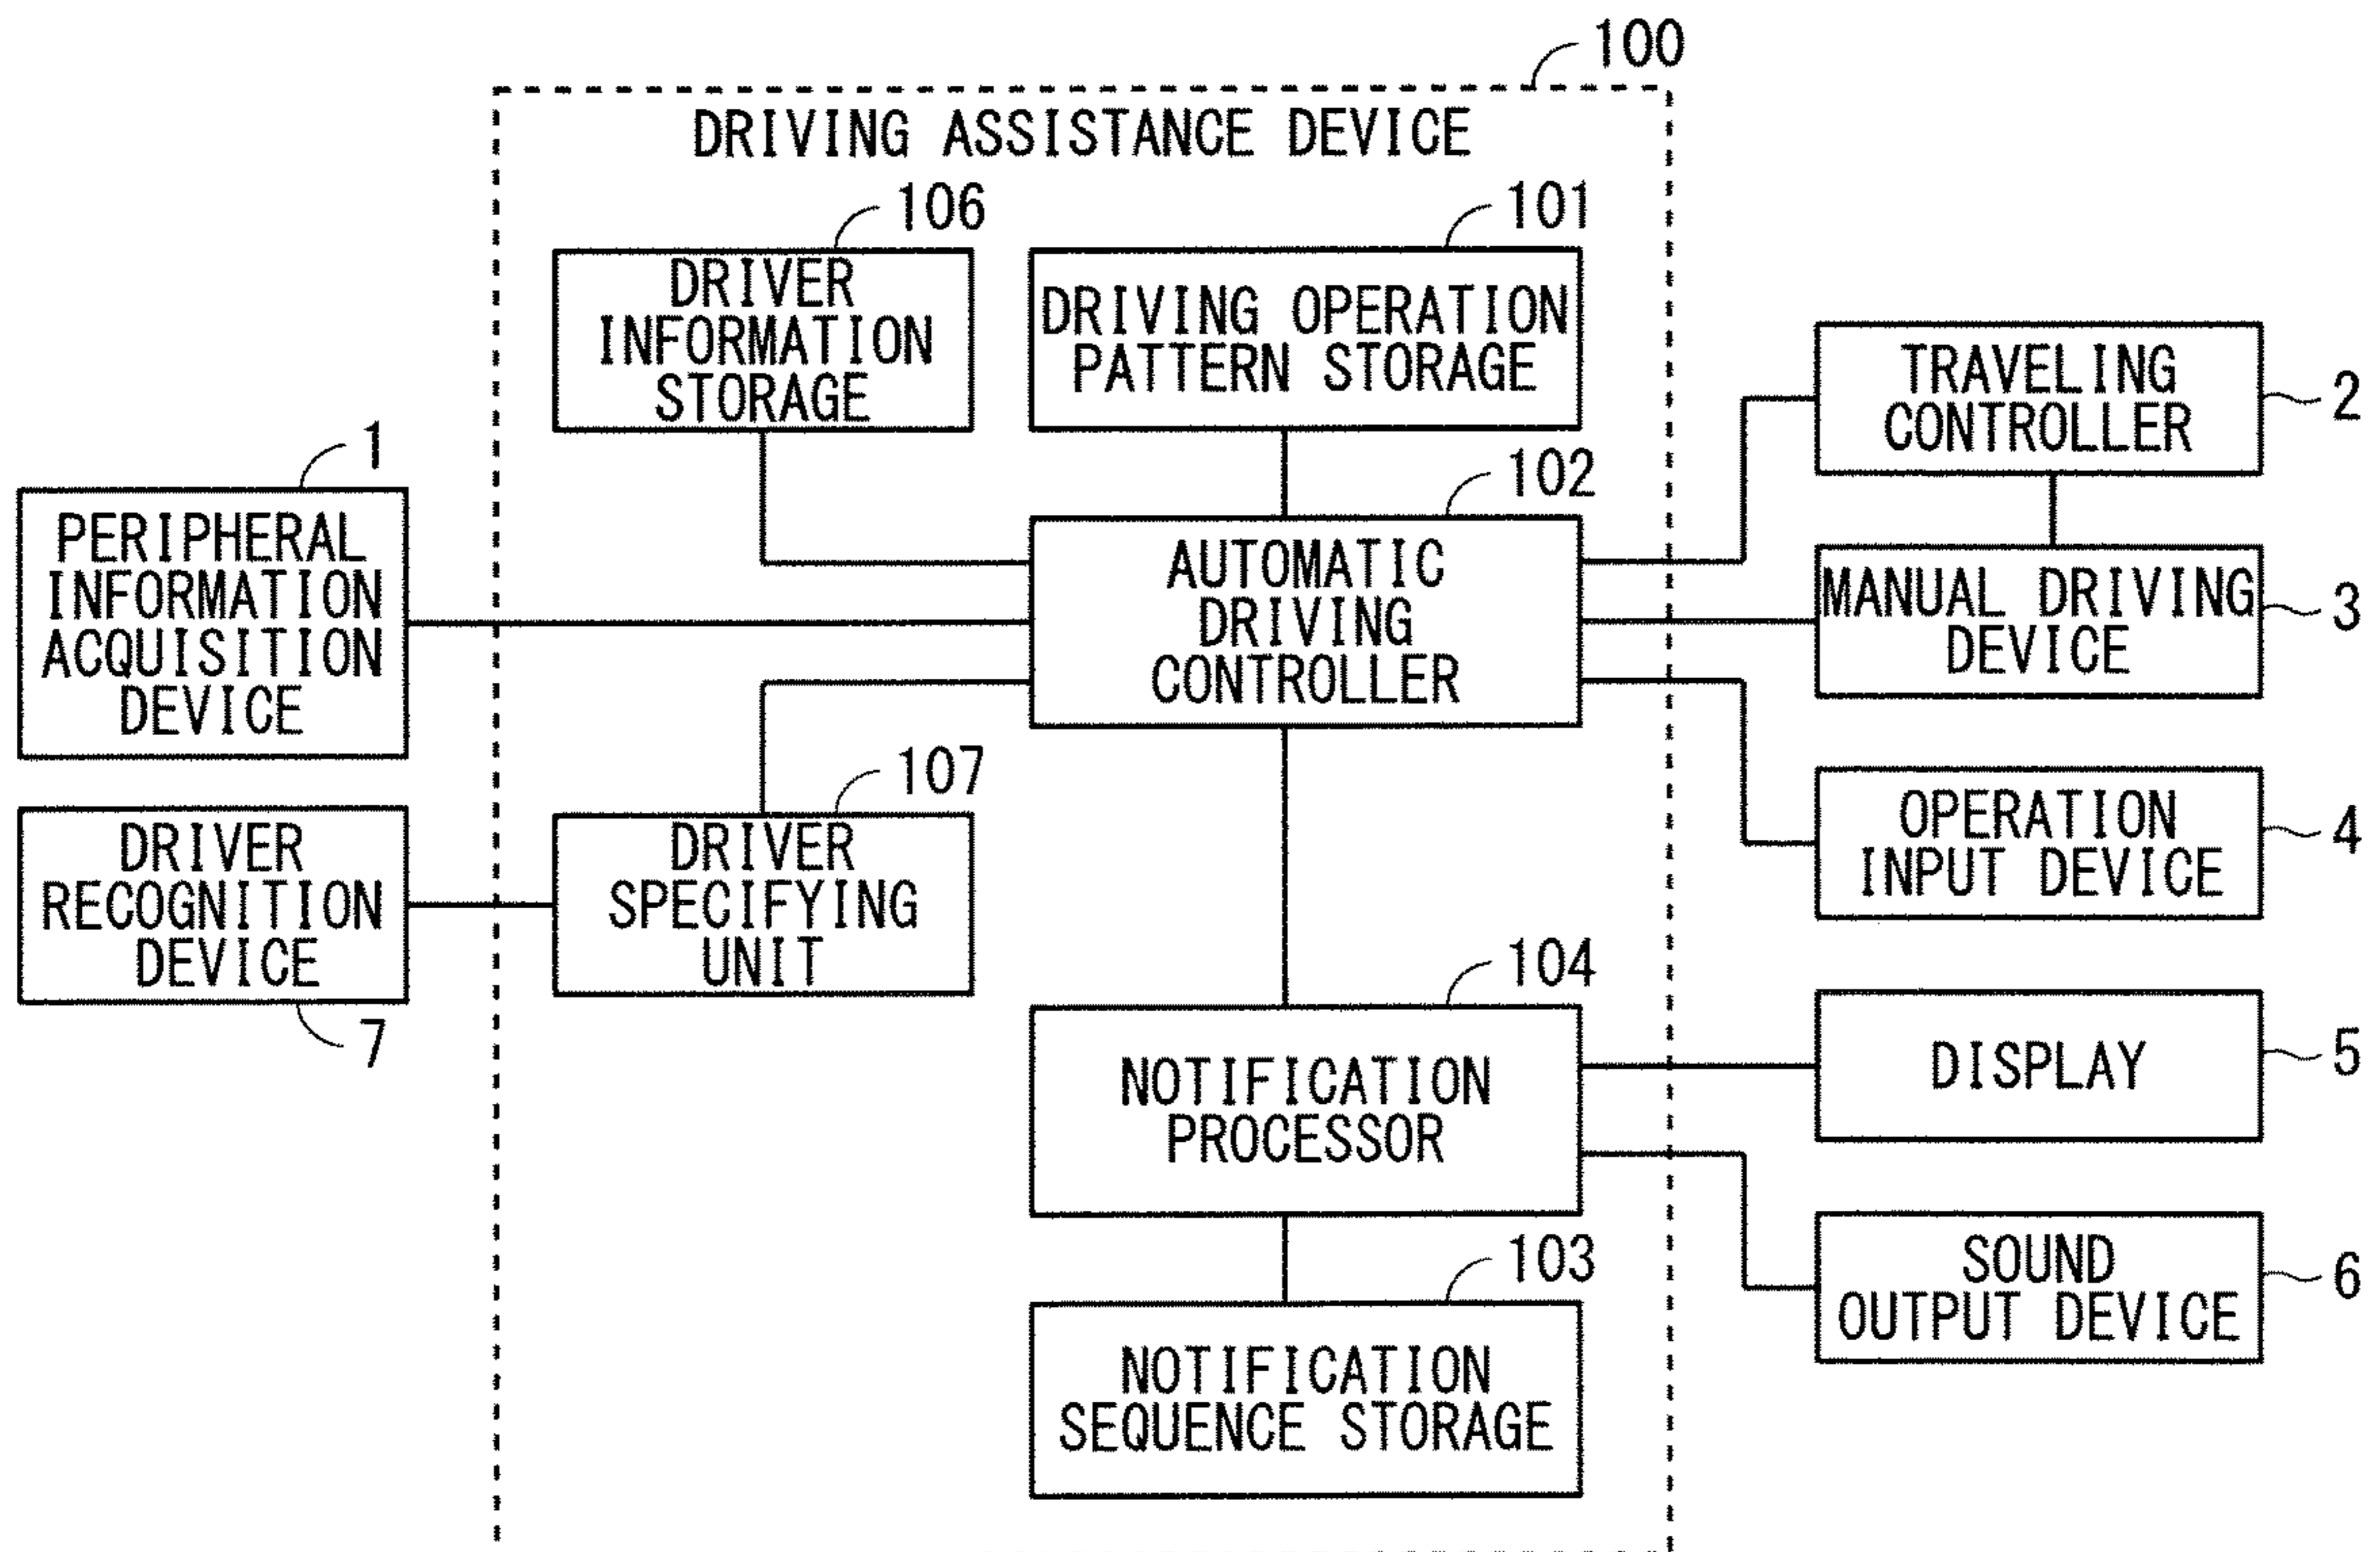 100
DRIVING ASSISTANCE DEVICE
106
DRIVER
INFORMATION
STORAGE
101
DRIVING OPERATION
PATTERN STORAGE
1
PERIPHERAL
INFORMATION
ACQUISITION
DEVICE
102
AUTOMATIC
DRIVING
CONTROLLER
TRAVELING
CONTROLLER
2
MANUAL DRIVING
DEVICE
3
107
DRIVER
SPECIFYING
UNIT
DRIVER
RECOGNITION
DEVICE
7
OPERATION
INPUT DEVICE
4
104
NOTIFICATION
PROCESSOR
DISPLAY
5
103
NOTIFICATION
SEQUENCE STORAGE
SOUND
OUTPUT DEVICE
6